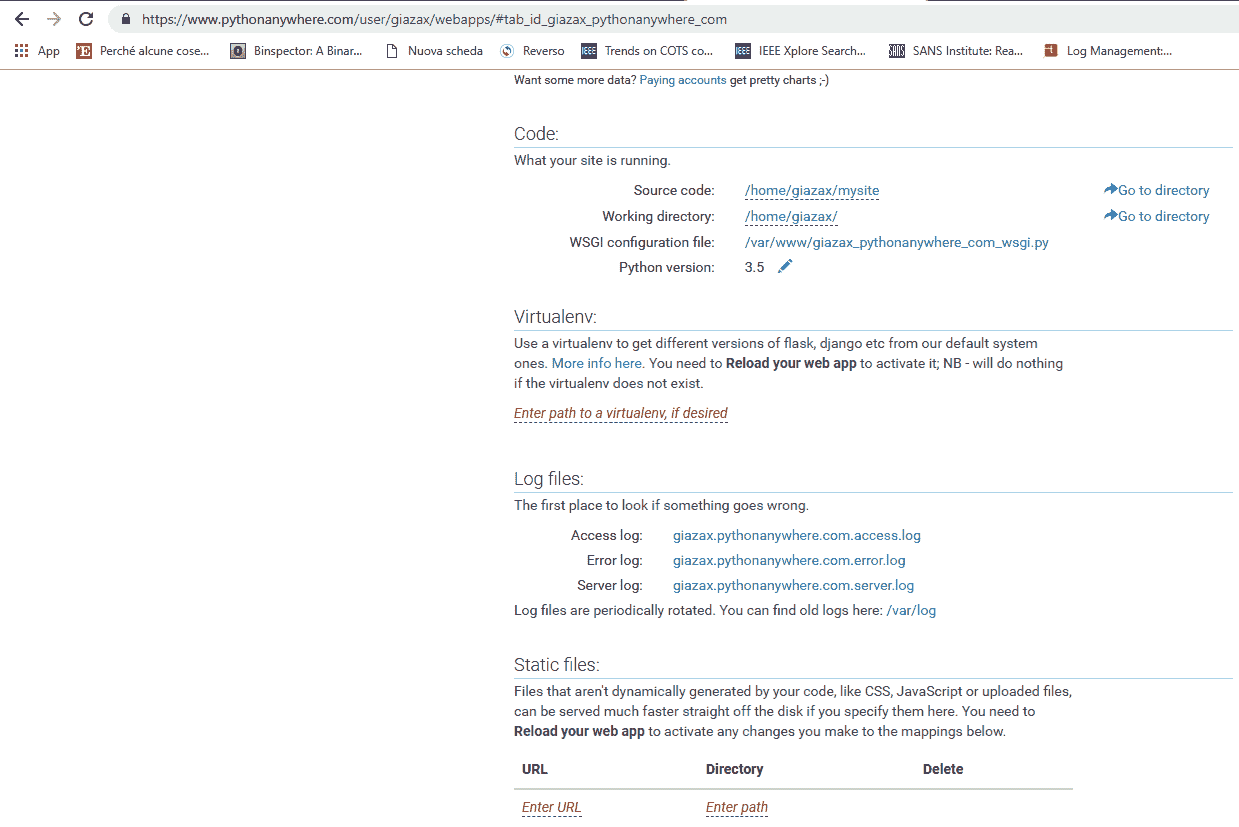 https://www.pythonanywhere.com/user/giazax/webapps/#tab_id_giazax_pythonanywhere_com
App Perché alcune cose... Binspector: A Binar... Nuova scheda Reverso IEEE Trends on COTS co... IEEE IEEE Xplore Search... SANS SANS Institute: Rea... Log Management:...
Want some more data? Paying accounts get pretty charts ;-)
Code:
What your site is running.
Source code: /home/giazax/mysite Go to directory
Working directory: /home/giazax/ Go to directory
WSGI configuration file: /var/www/giazax_pythonanywhere_com_wsgi.py
Python version: 3.5
Virtualenv:
Use a virtualenv to get different versions of flask, django etc from our default system
ones. More info here. You need to Reload your web app to activate it; NB - will do nothing
if the virtualenv does not exist.
Enter path to a virtualenv, if desired
Log files:
The first place to look if something goes wrong.
Access log: giazax.pythonanywhere.com.access.log
Error log: giazax.pythonanywhere.com.error.log
Server log: giazax.pythonanywhere.com.server.log
Log files are periodically rotated. You can find old logs here: /var/log
Static files:
Files that aren't dynamically generated by your code, like CSS, JavaScript or uploaded files,
can be served much faster straight off the disk if you specify them here. You need to
Reload your web app to activate any changes you make to the mappings below.
URL Directory Delete
Enter URL Enter path